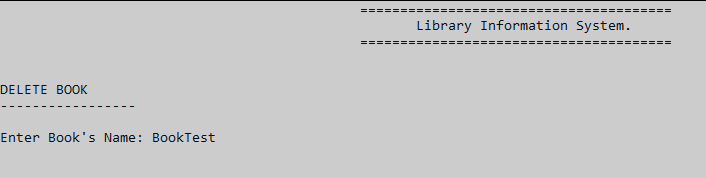 =======================================
Library Information System.
=======================================
DELETE BOOK
-----------------
Enter Book's Name: BookTest